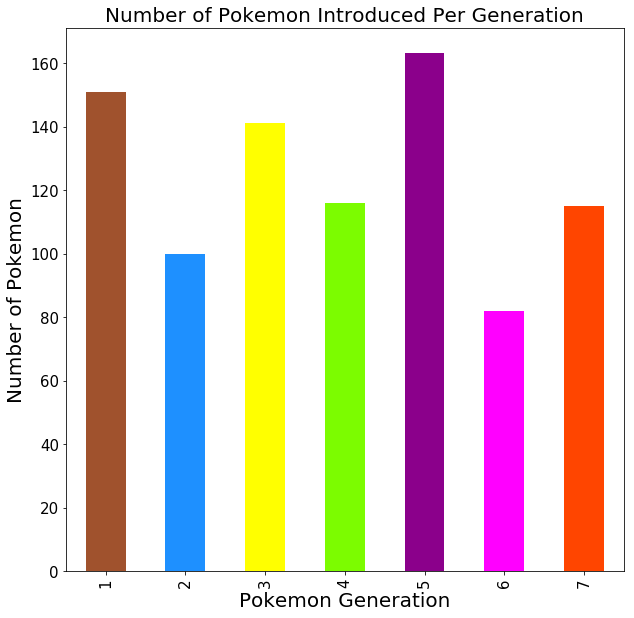 Number of Pokemon Introduced Per Generation
160
140
120
100
80
60
40
20
0
Number of Pokemon
1 2 3 4 5 6 7
Pokemon Generation